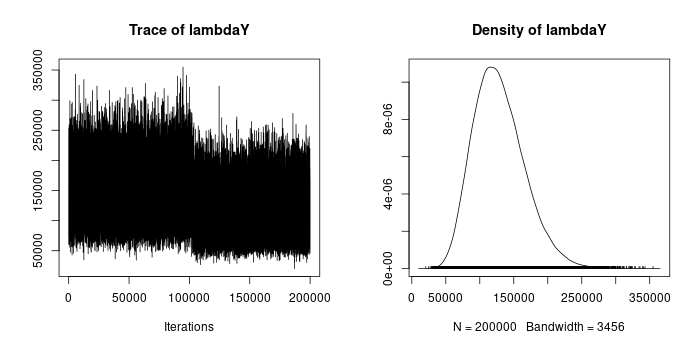 Trace of lambdaY
350000
250000
150000
50000
0 50000 100000 150000 200000
Iterations
Density of lambdaY
8e-06
4e-06
0e+00
0 50000 150000 250000 350000
N = 200000 Bandwidth = 3456